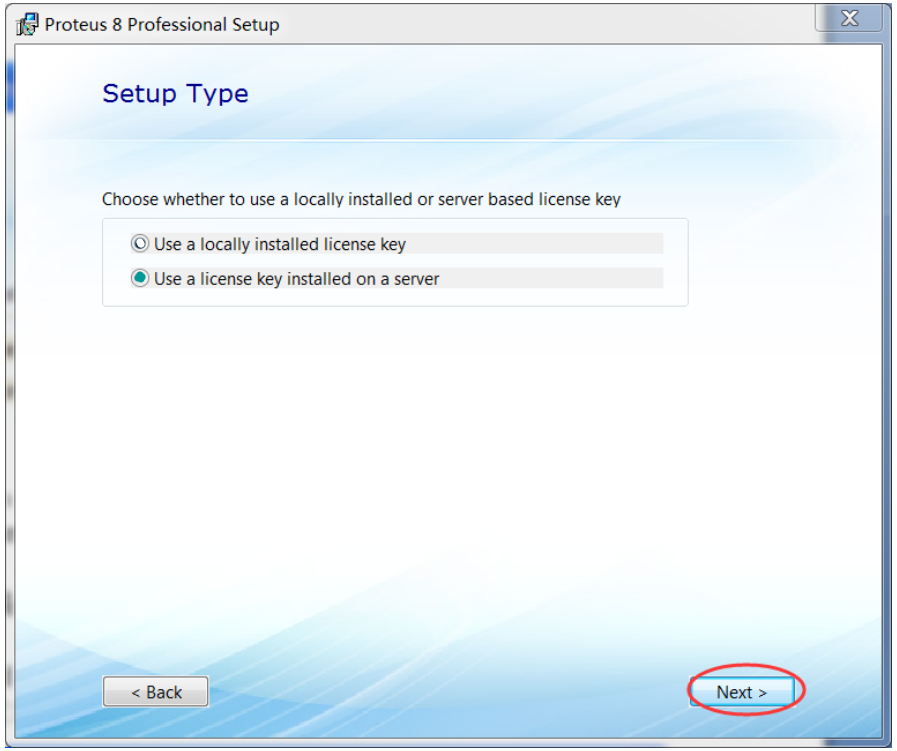 Proteus 8 Professional Setup
Setup Type
Choose whether to use a locally installed or server based license key
Use a locally installed license key
Use a license key installed on a server
< Back
Next >